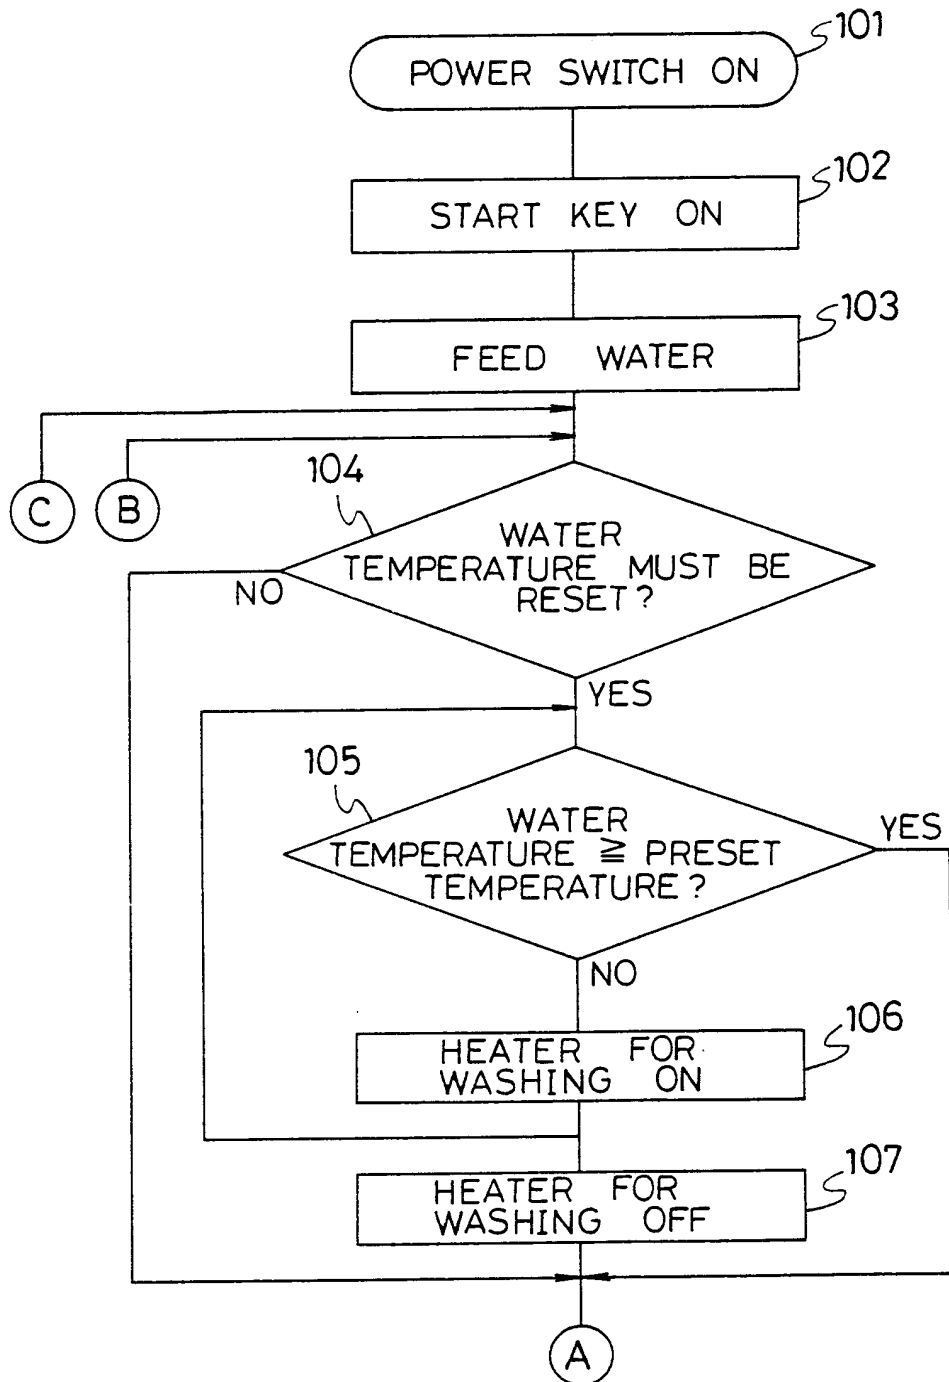 101
POWER SWITCH ON
102
START KEY ON
103
FEED WATER
C
B
104
WATER
TEMPERATURE MUST BE
RESET?
NO
YES
105
WATER
TEMPERATURE ≧ PRESET
TEMPERATURE?
YES
NO
106
HEATER FOR
WASHING ON
107
HEATER FOR
WASHING OFF
A